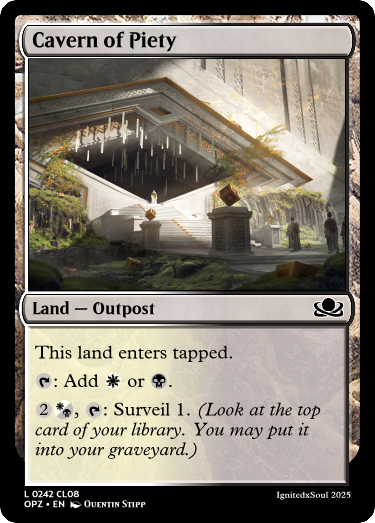 Cavern of Piety
Land — Outpost
This land enters tapped.
: Add or .
2 , : Surveil 1. (Look at the top
card of your library. You may put it
into your graveyard.)
L 0242 CL08
OPZ • EN Quentin Stipp
IgnitedxSoul 2025